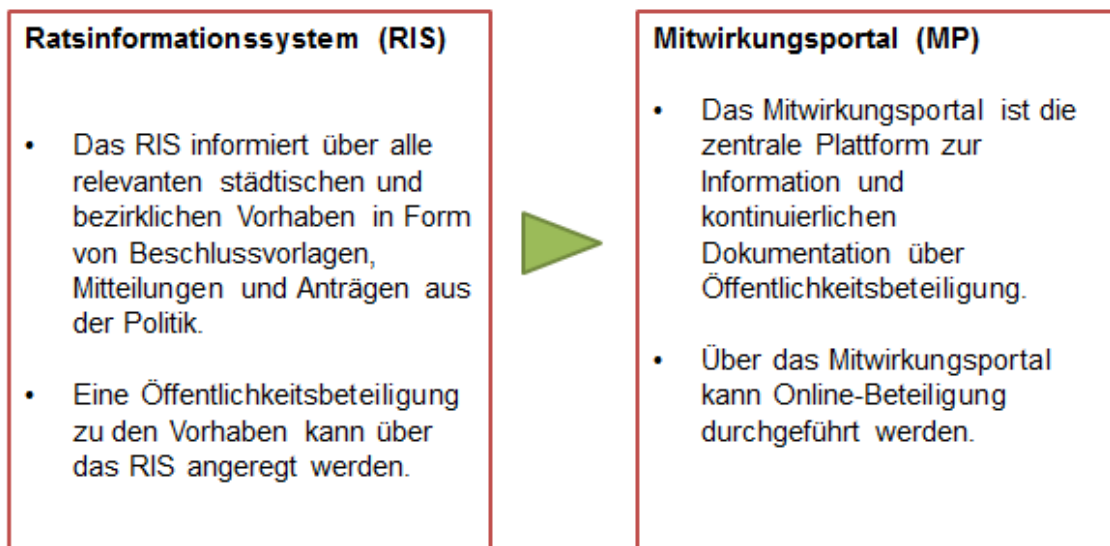 Ratsinformationssystem (RIS)
• Das RIS informiert über alle
relevanten städtischen und
bezirklichen Vorhaben in Form
von Beschlussvorlagen,
Mitteilungen und Anträgen aus
der Politik.
• Eine Öffentlichkeitsbeteiligung
zu den Vorhaben kann über
das RIS angeregt werden.
Mitwirkungsportal (MP)
• Das Mitwirkungsportal ist die
zentrale Plattform zur
Information und
kontinuierlichen
Dokumentation über
Öffentlichkeitsbeteiligung.
• Über das Mitwirkungsportal
kann Online-Beteiligung
durchgeführt werden.